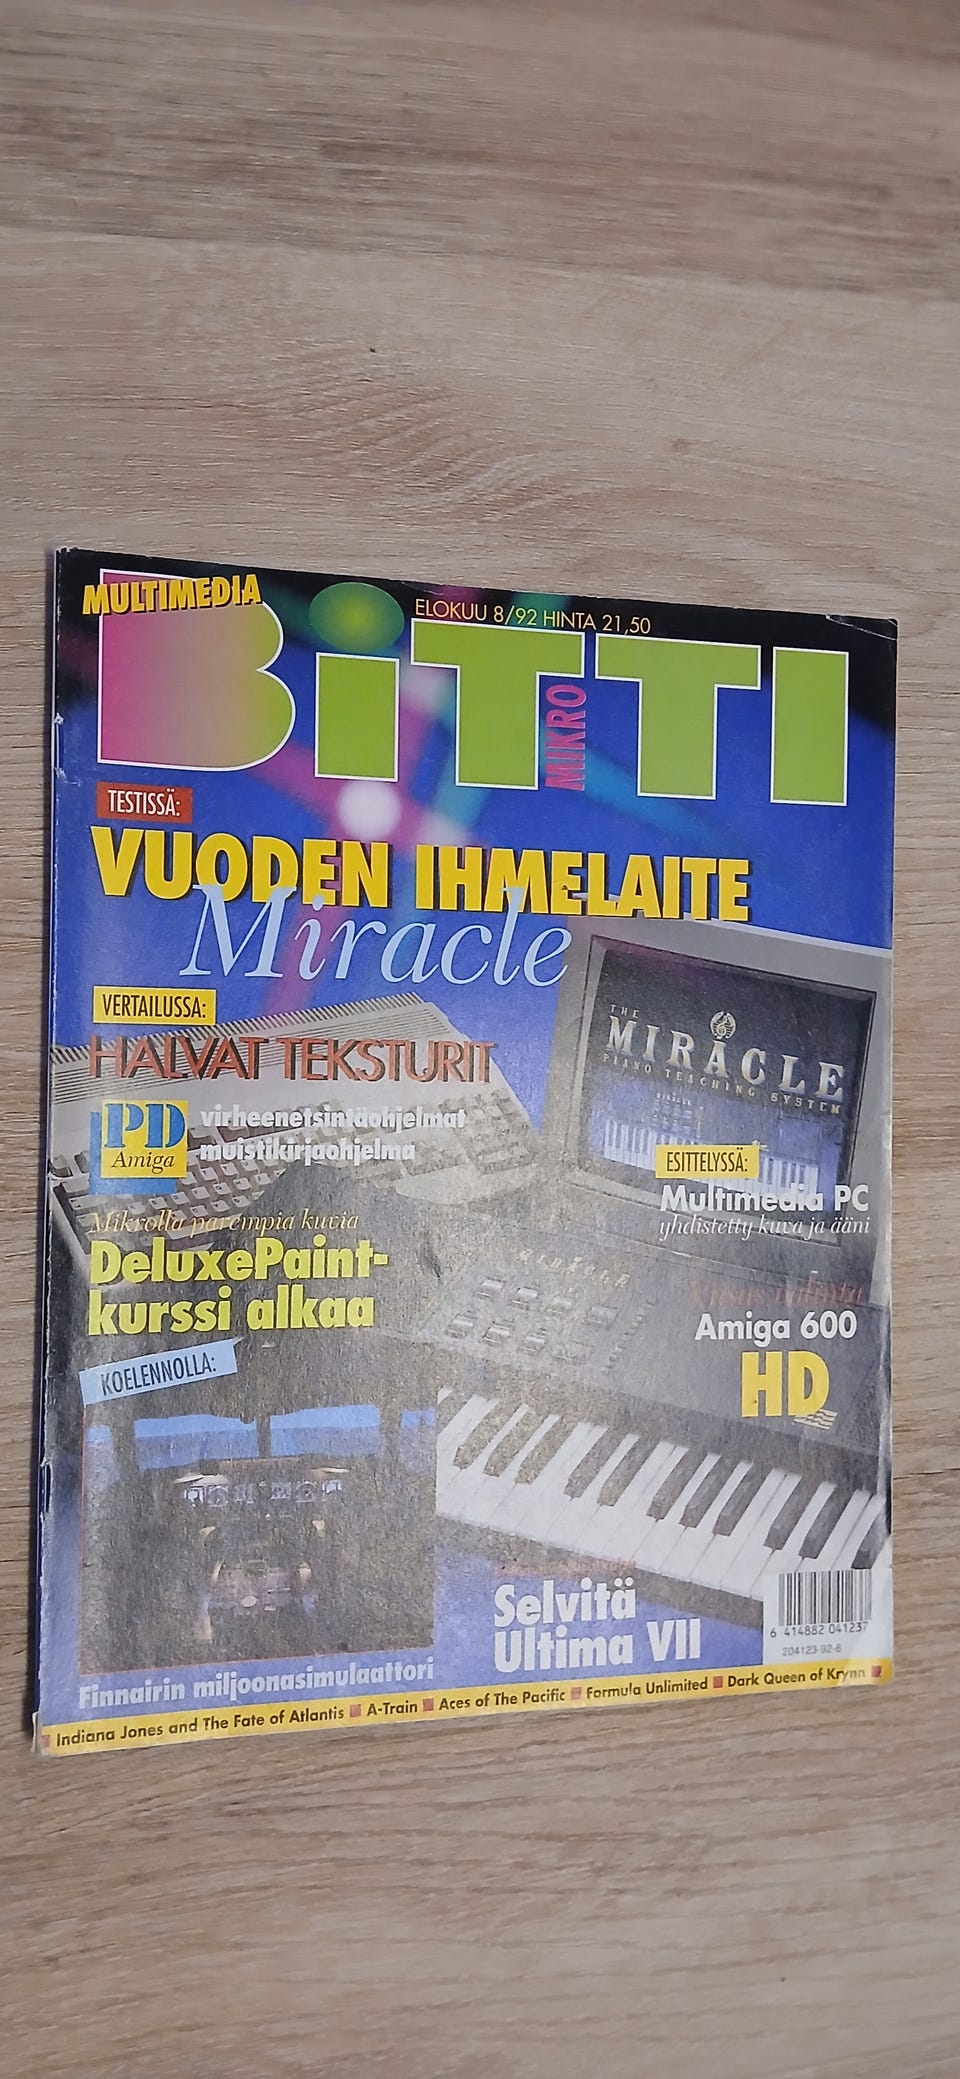 MULTIMEDIA
ELOKUU 8/92 HINTA 21,50
BiTTI
MIKRO
TESTISSÄ:
VUODEN IHMELAITE
Miracle
VERTAILUSSA:
HALVAT TEKSTURIT
THE
MIRACLE
PIANO TEACHING SYSTEM
PD
Amiga
virheenetsintäohjelmat
muistikirjaohjelma
ESITTELYSSÄ:
Multimedia PC
yhdistetty kuva ja ääni
Mikrolla parempia kuvia
DeluxePaint-
kurssi alkaa
MIRACLE
Amiga 600
HD
KOELENNOLLA:
Finnairin miljoonasimulaattori
Selvitä
Ultima VII
6 414882 041237
204123-92-8
Indiana Jones and The Fate of Atlantis A-Train Aces of The Pacific Formula Unlimited Dark Queen of Krynn